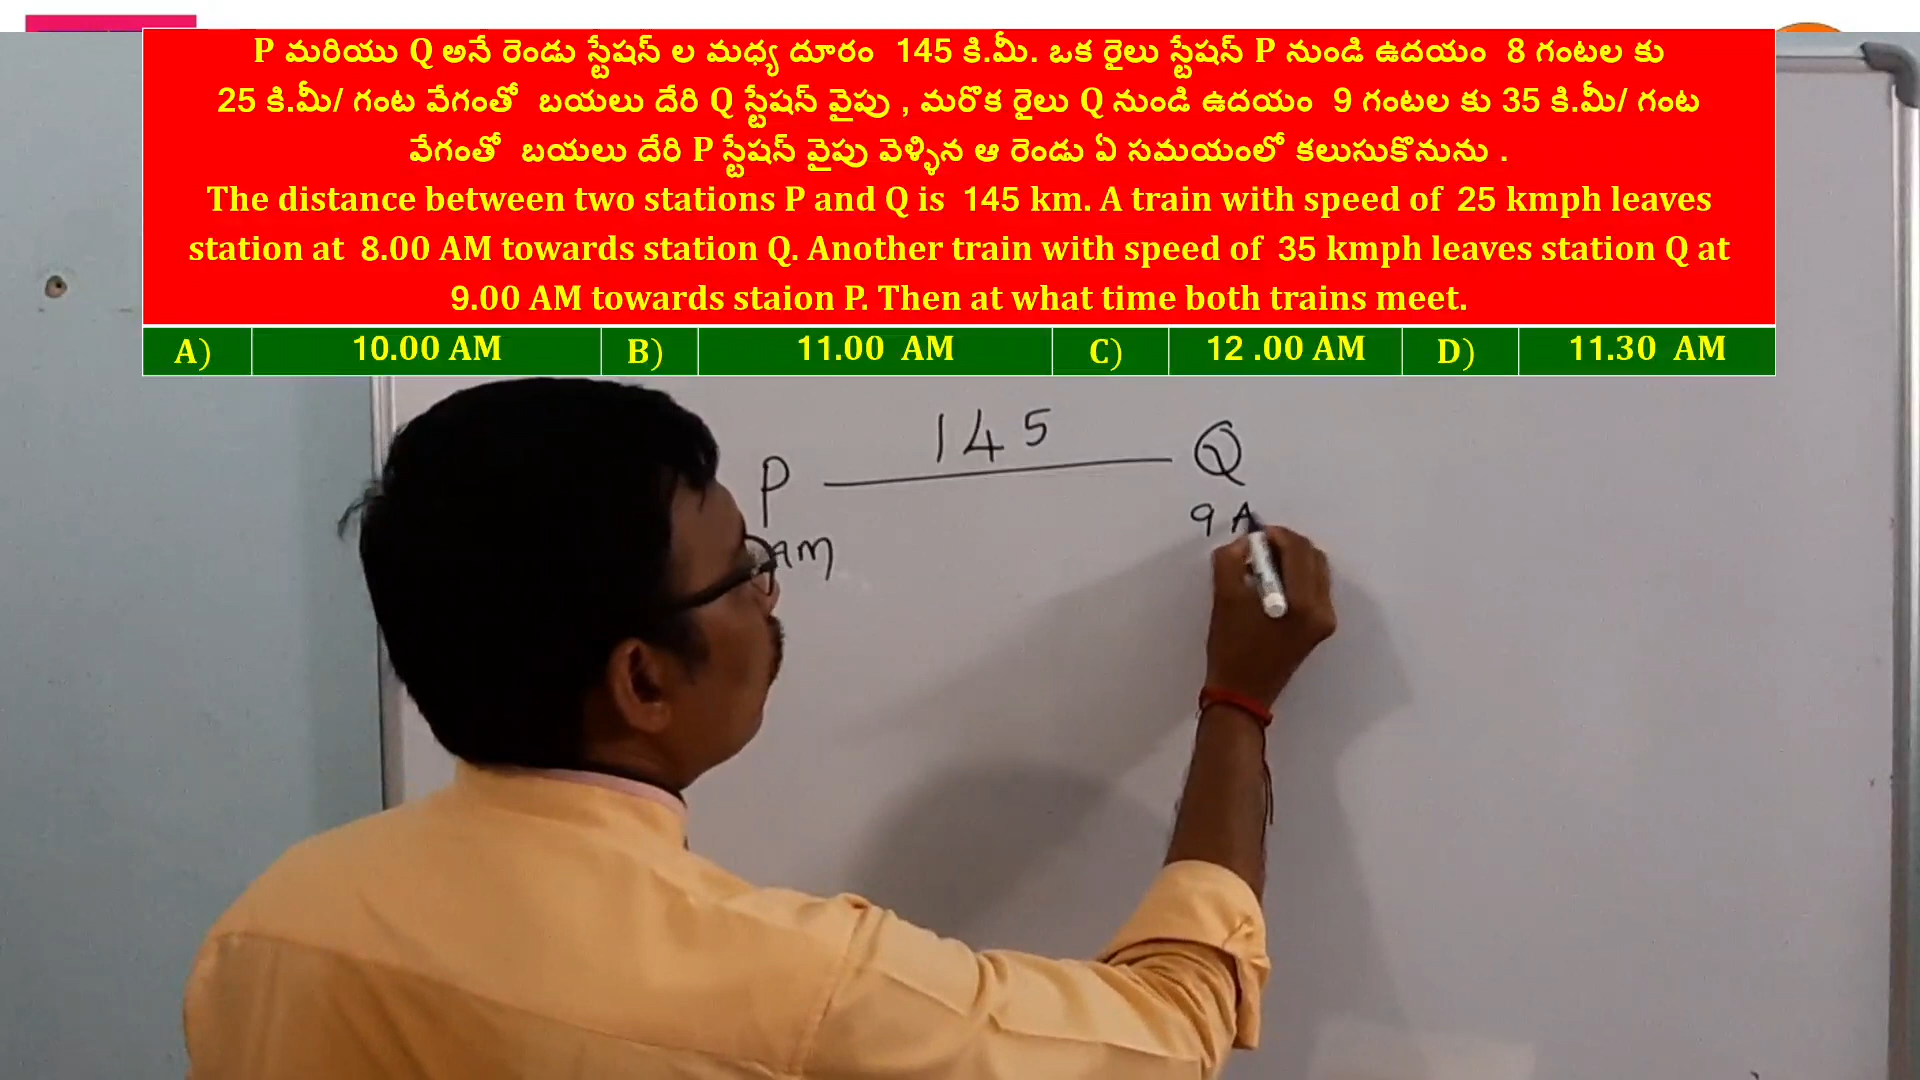 P మరియు Q అనే రెండు స్టేషన్ ల మధ్య దూరం 145 కి.మీ. ఒక రైలు స్టేషన్ P నుండి ఉదయం 8 గంటల కు
25 కి.మీ/ గంట వేగంతో బయలు దేరి Q స్టేషన్ వైపు , మరొక రైలు Q నుండి ఉదయం 9 గంటల కు 35 కి.మీ/ గంట
వేగంతో బయలు దేరి P స్టేషన్ వైపు వెళ్ళిన ఆ రెండు ఏ సమయంలో కలుసుకొనును .
The distance between two stations P and Q is 145 km. A train with speed of 25 kmph leaves
station at 8.00 AM towards station Q. Another train with speed of 35 kmph leaves station Q at
9.00 AM towards staion P. Then at what time both trains meet.
A) 10.00 AM B) 11.00 AM C) 12 .00 AM D) 11.30 AM
P 145 Q
am 9 A